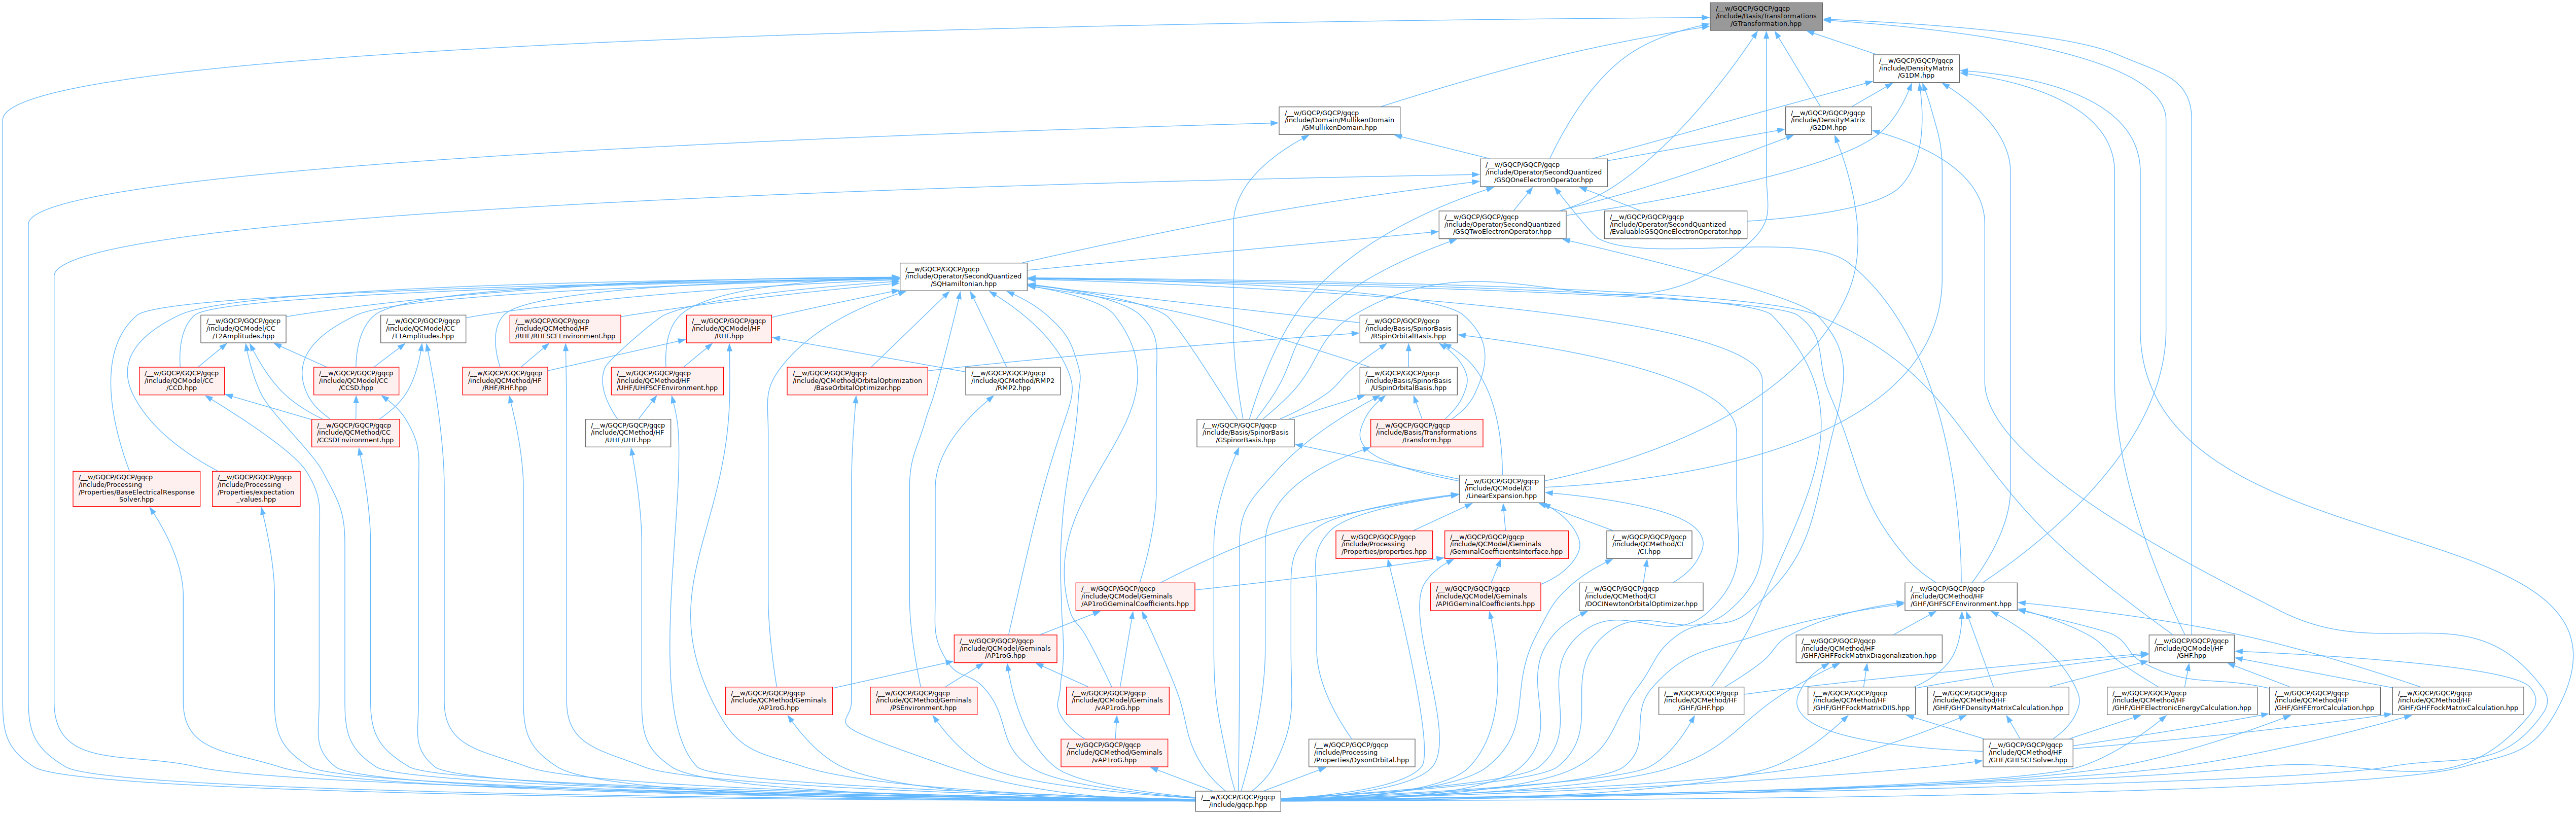 /__w/GQCP/GQCP/gqcp
/include/Basis/Transformations
/GTransformation.hpp
/__w/GQCP/GQCP/gqcp
/include/DensityMatrix
/G1DM.hpp
/__w/GQCP/GQCP/gqcp
/include/Domain/MullikenDomain
/GMullikenDomain.hpp
/__w/GQCP/GQCP/gqcp
/include/DensityMatrix
/G2DM.hpp
/__w/GQCP/GQCP/gqcp
/include/Operator/SecondQuantized
/GSQOneElectronOperator.hpp
/__w/GQCP/GQCP/gqcp
/include/Operator/SecondQuantized
/GSQTwoElectronOperator.hpp
/__w/GQCP/GQCP/gqcp
/include/Operator/SecondQuantized
/EvaluableGSQOneElectronOperator.hpp
/__w/GQCP/GQCP/gqcp
/include/Operator/SecondQuantized
/SQHamiltonian.hpp
/__w/GQCP/GQCP/gqcp
/include/QCModel/CC
/T2Amplitudes.hpp
/__w/GQCP/GQCP/gqcp
/include/QCModel/CC
/T1Amplitudes.hpp
/__w/GQCP/GQCP/gqcp
/include/QCMethod/HF
/RHF/RHFSCFEnvironment.hpp
/__w/GQCP/GQCP/gqcp
/include/QCModel/HF
/RHF.hpp
/__w/GQCP/GQCP/gqcp
/include/Basis/SpinorBasis
/RSpinOrbitalBasis.hpp
/__w/GQCP/GQCP/gqcp
/include/QCModel/CC
/CCD.hpp
/__w/GQCP/GQCP/gqcp
/include/QCModel/CC
/CCSD.hpp
/__w/GQCP/GQCP/gqcp
/include/QCMethod/HF
/RHF/RHF.hpp
/__w/GQCP/GQCP/gqcp
/include/QCMethod/HF
/UHF/UHFSCFEnvironment.hpp
/__w/GQCP/GQCP/gqcp
/include/QCMethod/OrbitalOptimization
/BaseOrbitalOptimizer.hpp
/__w/GQCP/GQCP/gqcp
/include/QCMethod/RMP2
/RMP2.hpp
/__w/GQCP/GQCP/gqcp
/include/Basis/SpinorBasis
/USpinOrbitalBasis.hpp
/__w/GQCP/GQCP/gqcp
/include/QCMethod/CC
/CCSDEnvironment.hpp
/__w/GQCP/GQCP/gqcp
/include/QCMethod/HF
/UHF/UHF.hpp
/__w/GQCP/GQCP/gqcp
/include/Basis/SpinorBasis
/GSpinorBasis.hpp
/__w/GQCP/GQCP/gqcp
/include/Basis/Transformations
/transform.hpp
/__w/GQCP/GQCP/gqcp
/include/Processing
/Properties/BaseElectricalResponse
Solver.hpp
/__w/GQCP/GQCP/gqcp
/include/Processing
/Properties/expectation
_values.hpp
/__w/GQCP/GQCP/gqcp
/include/QCModel/CI
/LinearExpansion.hpp
/__w/GQCP/GQCP/gqcp
/include/Processing
/Properties/properties.hpp
/__w/GQCP/GQCP/gqcp
/include/QCModel/Geminals
/GeminalCoefficientsInterface.hpp
/__w/GQCP/GQCP/gqcp
/include/QCMethod/CI
/CI.hpp
/__w/GQCP/GQCP/gqcp
/include/QCModel/Geminals
/AP1roGGeminalCoefficients.hpp
/__w/GQCP/GQCP/gqcp
/include/QCModel/Geminals
/APIGGeminalCoefficients.hpp
/__w/GQCP/GQCP/gqcp
/include/QCMethod/CI
/DOCINewtonOrbitalOptimizer.hpp
/__w/GQCP/GQCP/gqcp
/include/QCMethod/HF
/GHF/GHFSCFEnvironment.hpp
/__w/GQCP/GQCP/gqcp
/include/QCModel/Geminals
/AP1roG.hpp
/__w/GQCP/GQCP/gqcp
/include/QCMethod/HF
/GHF/GHFFockMatrixDiagonalization.hpp
/__w/GQCP/GQCP/gqcp
/include/QCModel/HF
/GHF.hpp
/__w/GQCP/GQCP/gqcp
/include/QCMethod/Geminals
/AP1roG.hpp
/__w/GQCP/GQCP/gqcp
/include/QCMethod/Geminals
/PSEnvironment.hpp
/__w/GQCP/GQCP/gqcp
/include/QCModel/Geminals
/vAP1roG.hpp
/__w/GQCP/GQCP/gqcp
/include/QCMethod/HF
/GHF/GHF.hpp
/__w/GQCP/GQCP/gqcp
/include/QCMethod/HF
/GHF/GHFFockMatrixDIIS.hpp
/__w/GQCP/GQCP/gqcp
/include/QCMethod/HF
/GHF/GHFDensityMatrixCalculation.hpp
/__w/GQCP/GQCP/gqcp
/include/QCMethod/HF
/GHF/GHFElectronicEnergyCalculation.hpp
/__w/GQCP/GQCP/gqcp
/include/QCMethod/HF
/GHF/GHFErrorCalculation.hpp
/__w/GQCP/GQCP/gqcp
/include/QCMethod/HF
/GHF/GHFFockMatrixCalculation.hpp
/__w/GQCP/GQCP/gqcp
/include/QCMethod/Geminals
/vAP1roG.hpp
/__w/GQCP/GQCP/gqcp
/include/Processing
/Properties/DysonOrbital.hpp
/__w/GQCP/GQCP/gqcp
/include/QCMethod/HF
/GHF/GHFSCFSolver.hpp
/__w/GQCP/GQCP/gqcp
/include/gqcp.hpp